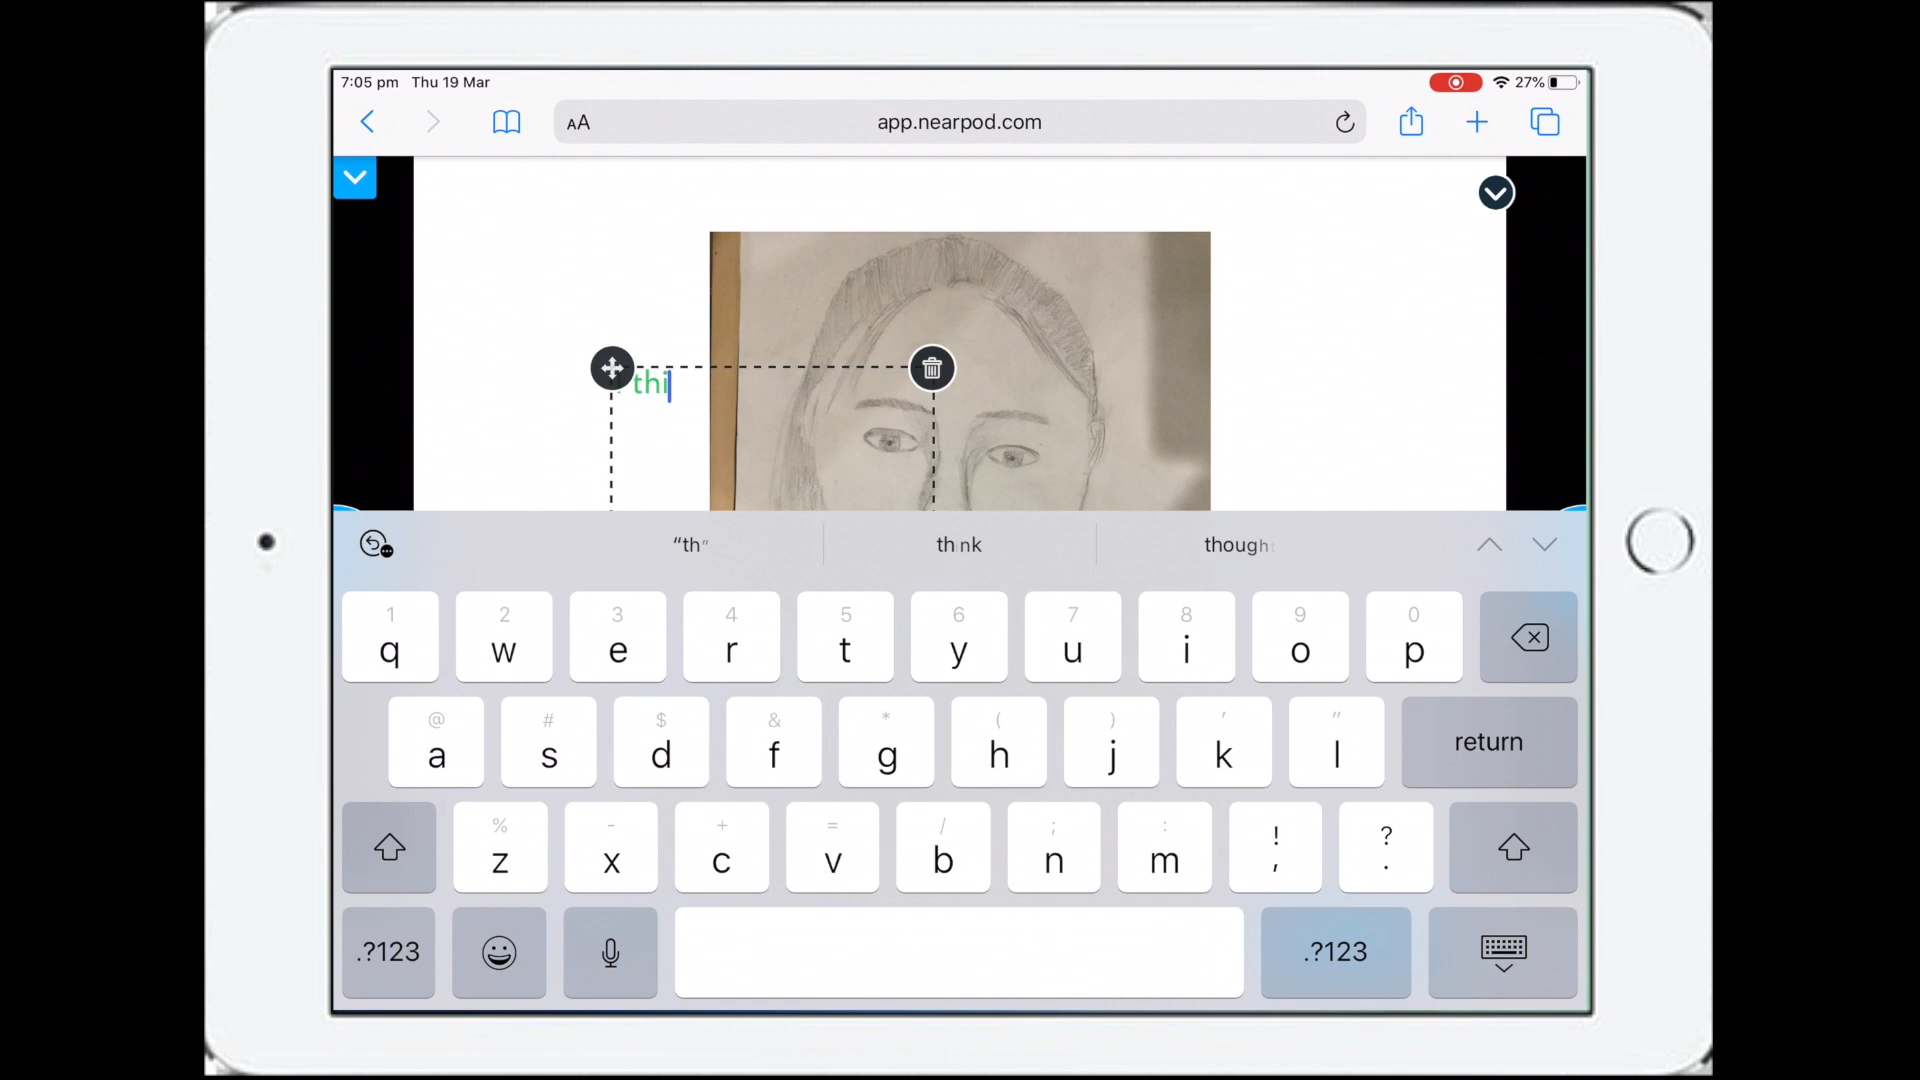 7:05 pm Thu 19 Mar
27%
AA app.nearpod.com
thi
“th” think though
1 2 3 4 5 6 7 8 9 0
q w e r t y u i o p
@ # $ & * ( ) ' "
a s d f g h j k l return
% - + = / ; : ! ?
z x c v b n m , .
.?123 .?123